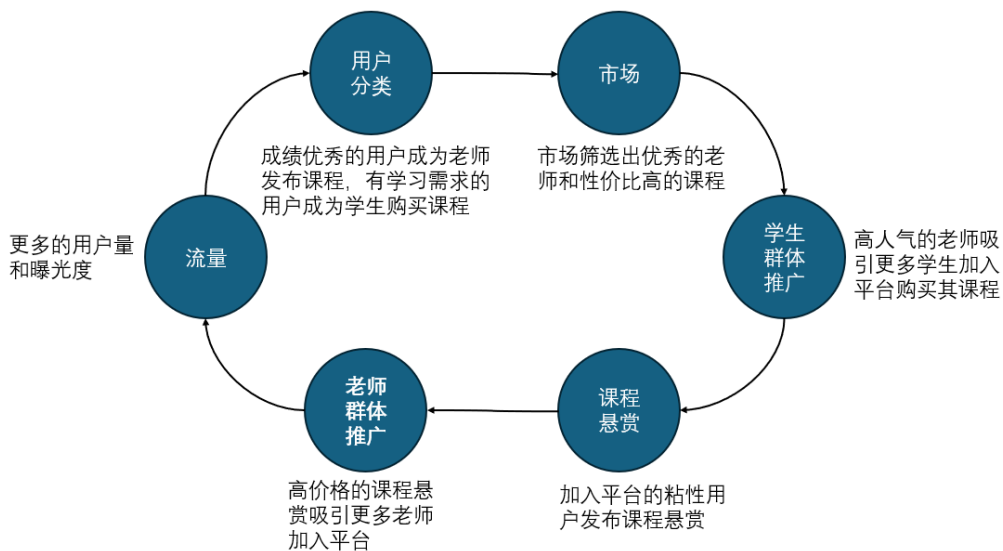 用户
分类
成绩优秀的用户成为老师
发布课程，有学习需求的
用户成为学生购买课程
市场
市场筛选出优秀的老
师和性价比高的课程
学生
群体
推广
高人气的老师吸
引更多学生加入
平台购买其课程
课程
悬赏
加入平台的粘性用
户发布课程悬赏
老师
群体
推广
高价格的课程悬
赏吸引更多老师
加入平台
流量
更多的用户量
和曝光度